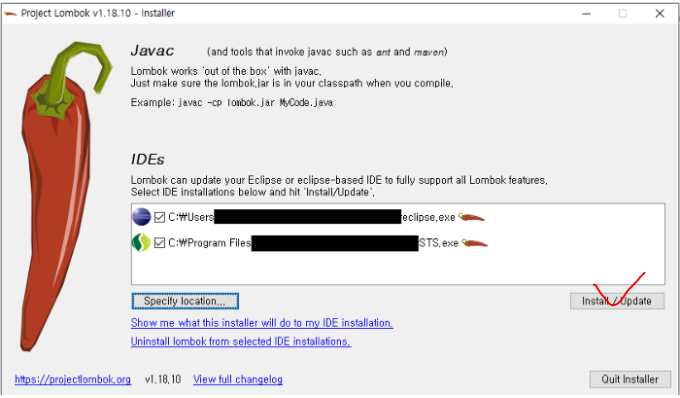 Project Lombok v1.18.10 - Installer
Javac (and tools that invoke javac such as ant and maven)
Lombok works 'out of the box' with javac.
Just make sure the lombok.jar is in your classpath when you compile.
Example: javac -cp lombok.jar MyCode.java
IDEs
Lombok can update your Eclipse or eclipse-based IDE to fully support all Lombok features.
Select IDE installations below and hit 'Install/Update'.
C:₩Users eclipse.exe
C:₩Program Files STS.exe
Specify location...
Install / Update
Show me what this installer will do to my IDE installation.
Uninstall lombok from selected IDE installations.
https://projectlombok.org v1.18.10 View full changelog
Quit Installer